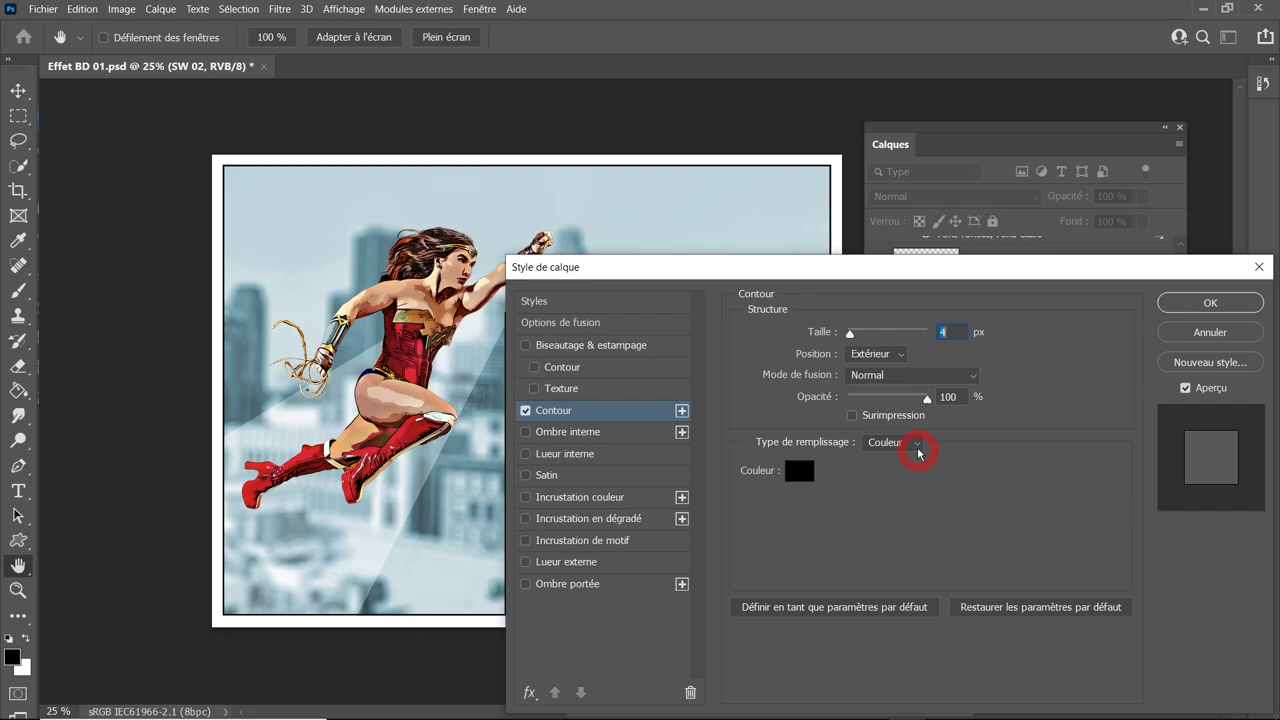 Ps Fichier Edition Image Calque Texte Sélection Filtre 3D Affichage Modules externes Fenêtre Aide
Défilement des fenêtres 100 % Adapter à l'écran Plein écran
Effet BD 01.psd @ 25% (SW 02, RVB/8) * ×
Calques
Type
Normal Opacité : 100 %
Verrou : Fond : 100 %
Style de calque
Styles
Options de fusion
Biseautage & estampage
Contour
Texture
Contour
Ombre interne
Lueur interne
Satin
Incrustation couleur
Incrustation en dégradé
Incrustation de motif
Lueur externe
Ombre portée
fx
Contour
Structure
Taille : 4 px
Position : Extérieur
Mode de fusion : Normal
Opacité : 100 %
Surimpression
Type de remplissage : Couleur
Couleur :
Définir en tant que paramètres par défaut Restaurer les paramètres par défaut
OK
Annuler
Nouveau style...
Aperçu
25 % sRGB IEC61966-2.1 (8bpc)